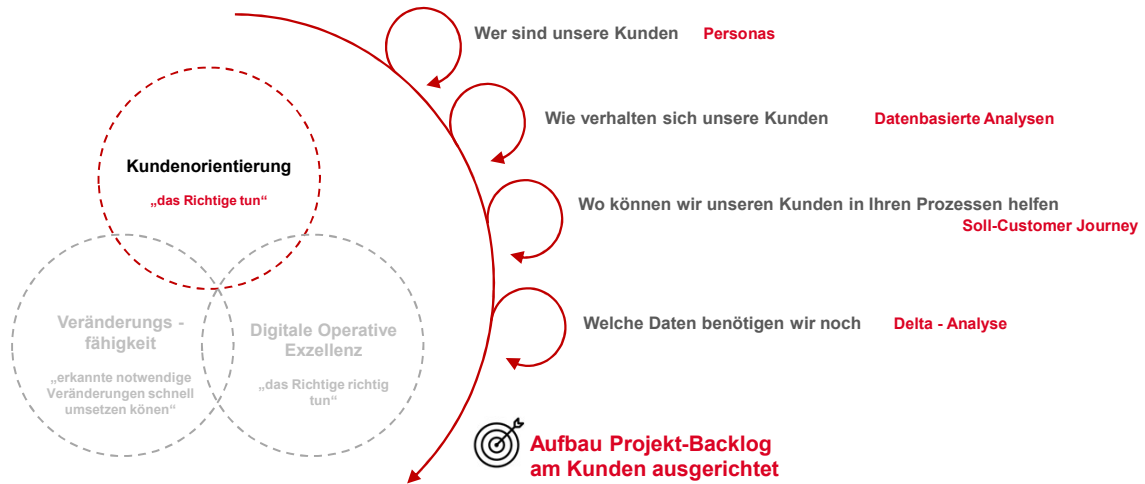 Wer sind unsere Kunden Personas
Wie verhalten sich unsere Kunden Datenbasierte Analysen
Kundenorientierung
„das Richtige tun“
Wo können wir unseren Kunden in Ihren Prozessen helfen
Soll-Customer Journey
Veränderungs -
fähigkeit
„erkannte notwendige
Veränderungen schnell
umsetzen könen“
Digitale Operative
Exzellenz
„das Richtige richtig
tun“
Welche Daten benötigen wir noch Delta - Analyse
Aufbau Projekt-Backlog
am Kunden ausgerichtet